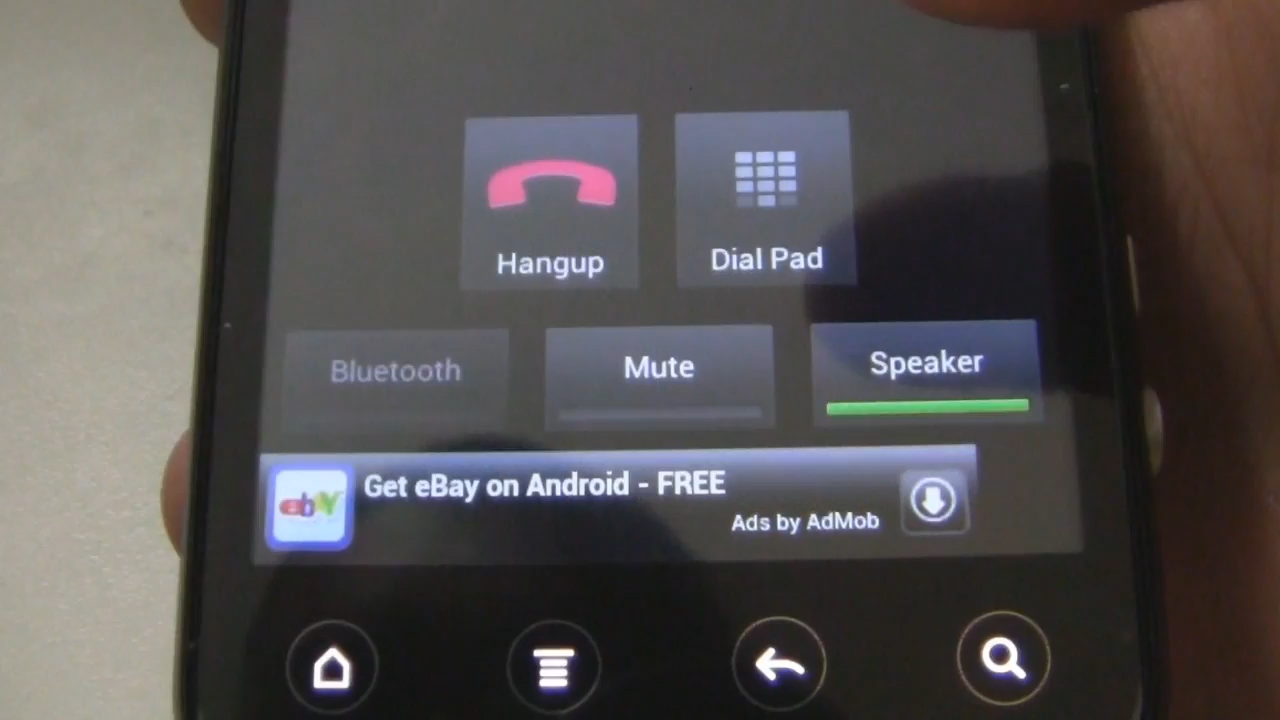 Hangup
Dial Pad
Bluetooth
Mute
Speaker
ebY
Get eBay on Android - FREE
Ads by AdMob